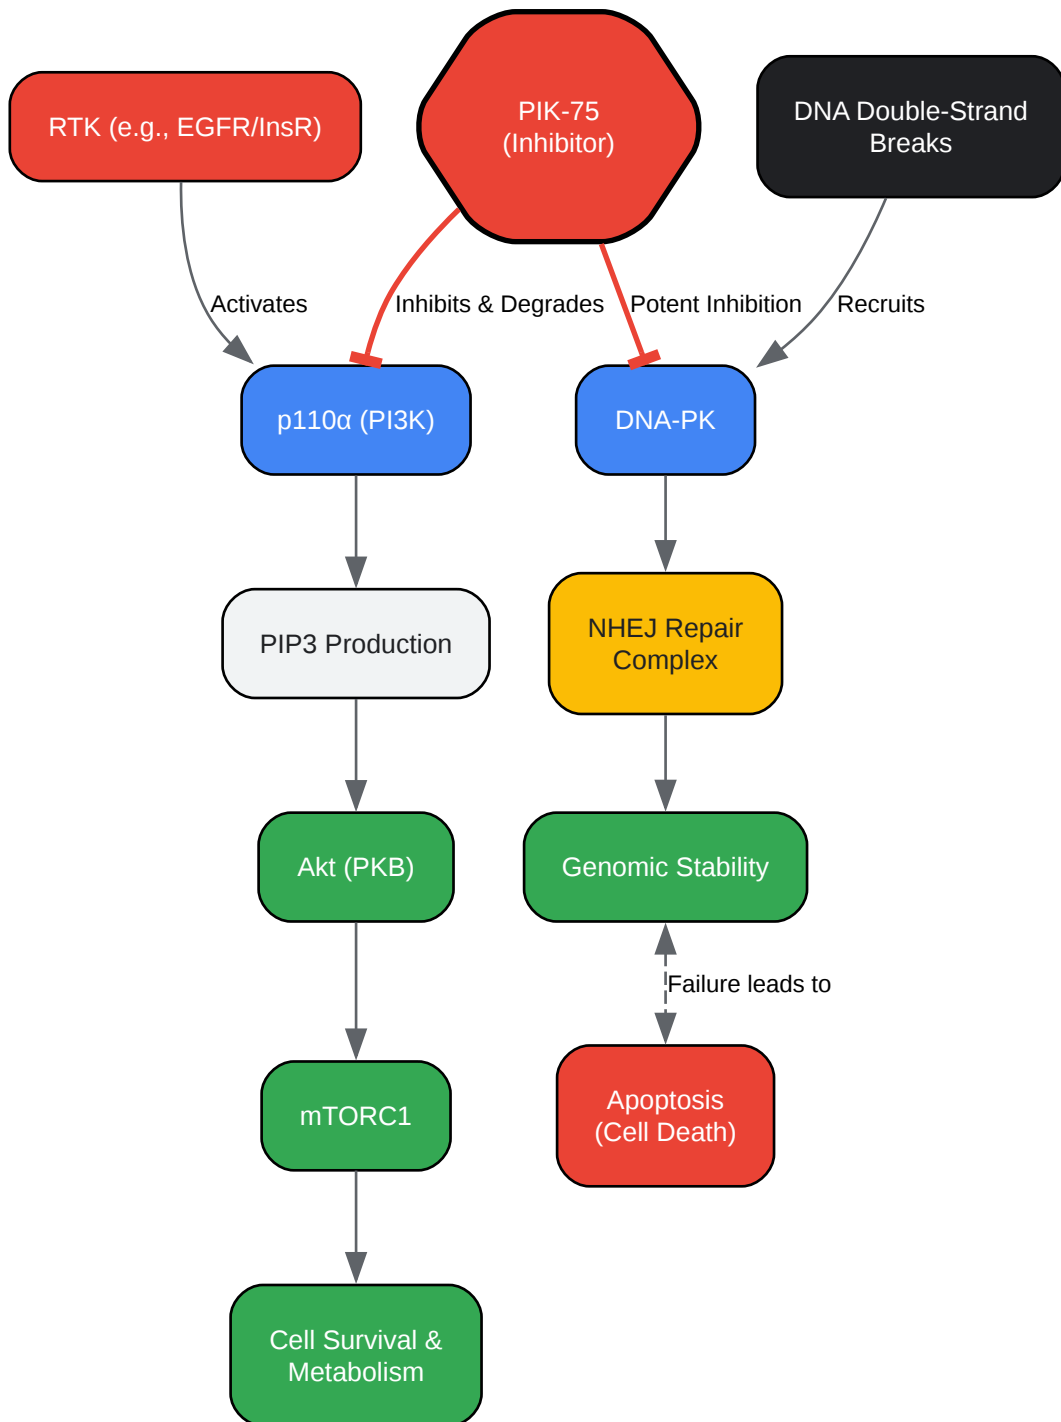 RTK (e.g., EGFR/InsR)
PIK-75
(Inhibitor)
DNA Double-Strand
Breaks
Activates
Inhibits & Degrades
Potent Inhibition
Recruits
p110α (PI3K)
DNA-PK
PIP3 Production
NHEJ Repair
Complex
Akt (PKB)
Genomic Stability
Failure leads to
mTORC1
Apoptosis
(Cell Death)
Cell Survival &
Metabolism